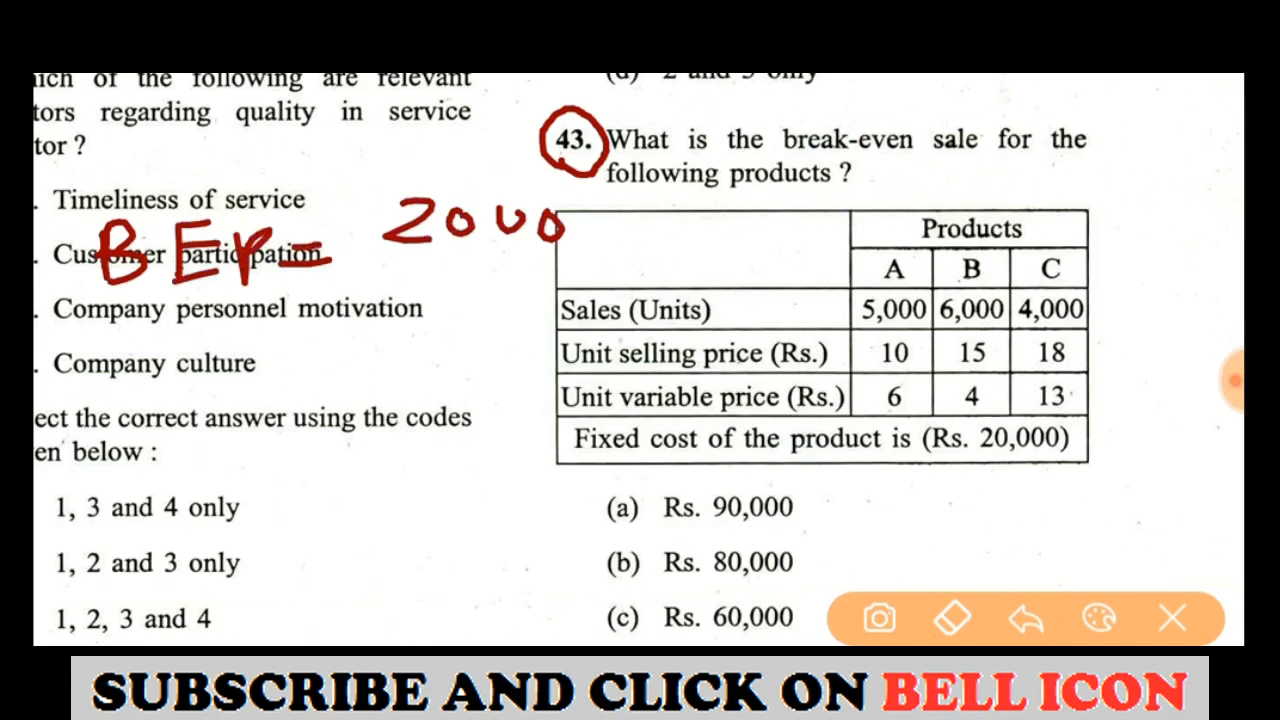 ich of the following are relevant
tors regarding quality in service
tor ?
. Timeliness of service
. Customer participation
. Company personnel motivation
. Company culture
ect the correct answer using the codes
en below :
1, 3 and 4 only
1, 2 and 3 only
1, 2, 3 and 4
BEP = 2000
only
43. What is the break-even sale for the
following products ?
Products
A B C
Sales (Units) 5,000 6,000 4,000
Unit selling price (Rs.) 10 15 18
Unit variable price (Rs.) 6 4 13
Fixed cost of the product is (Rs. 20,000)
(a) Rs. 90,000
(b) Rs. 80,000
(c) Rs. 60,000
SUBSCRIBE AND CLICK ON BELL ICON